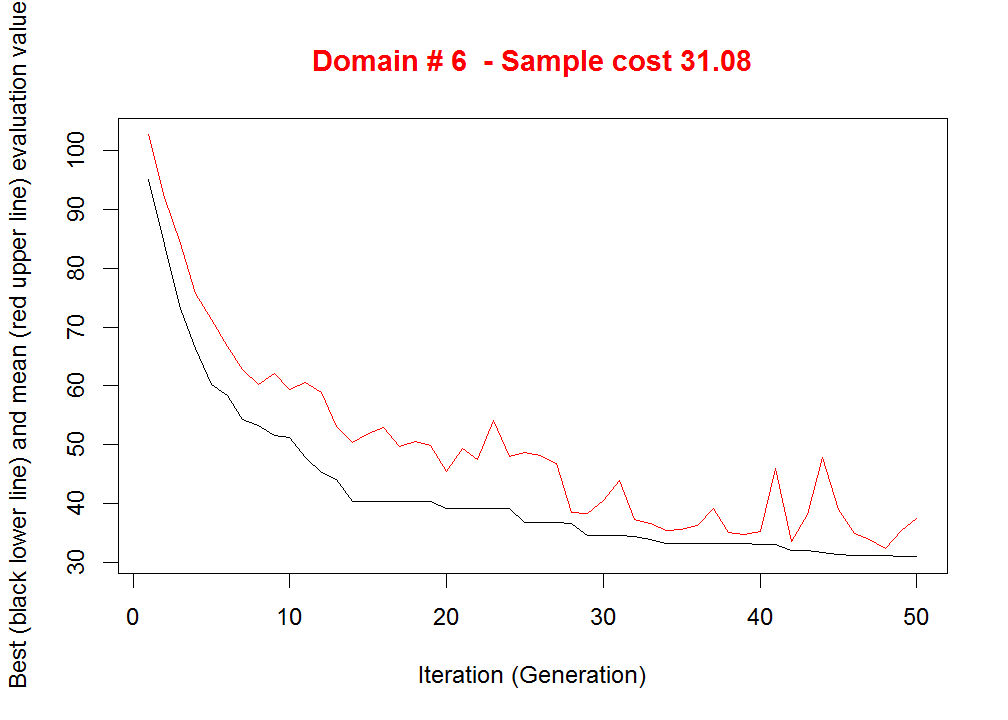 Domain # 6  - Sample cost 31.08
Best (black lower line) and mean (red upper line) evaluation value
100
90
80
70
60
50
40
30
0 10 20 30 40 50
Iteration (Generation)